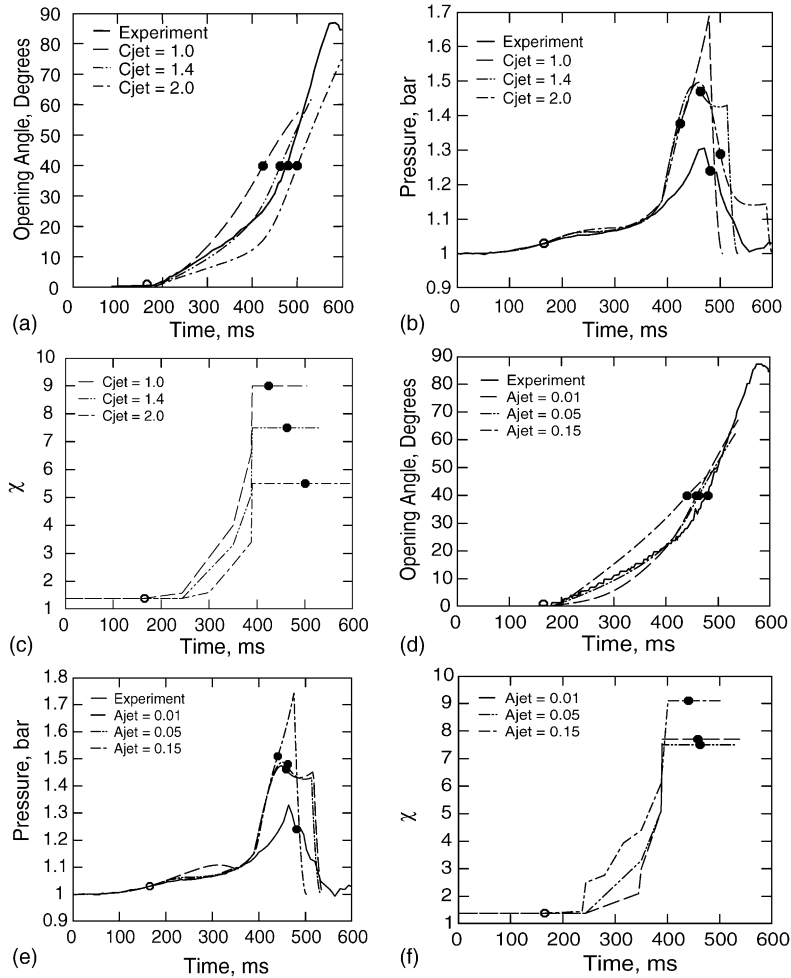 90
80
70
60
50
40
30
20
10
0
Opening Angle, Degrees
Experiment
Cjet = 1.0
Cjet = 1.4
Cjet = 2.0
0 100 200 300 400 500 600
(a) Time, ms
1.7
1.6
1.5
1.4
1.3
1.2
1.1
1.0
0.9
Pressure, bar
Experiment
Cjet = 1.0
Cjet = 1.4
Cjet = 2.0
0 100 200 300 400 500 600
(b) Time, ms
10
9
8
7
6
5
4
3
2
1
χ
Cjet = 1.0
Cjet = 1.4
Cjet = 2.0
0 100 200 300 400 500 600
(c) Time, ms
90
80
70
60
50
40
30
20
10
0
Opening Angle, Degrees
Experiment
Ajet = 0.01
Ajet = 0.05
Ajet = 0.15
0 100 200 300 400 500 600
(d) Time, ms
1.8
1.7
1.6
1.5
1.4
1.3
1.2
1.1
1.0
0.9
Pressure, bar
Experiment
Ajet = 0.01
Ajet = 0.05
Ajet = 0.15
0 100 200 300 400 500 600
(e) Time, ms
10
9
8
7
6
5
4
3
2
1
χ
Ajet = 0.01
Ajet = 0.05
Ajet = 0.15
0 100 200 300 400 500 600
(f) Time, ms